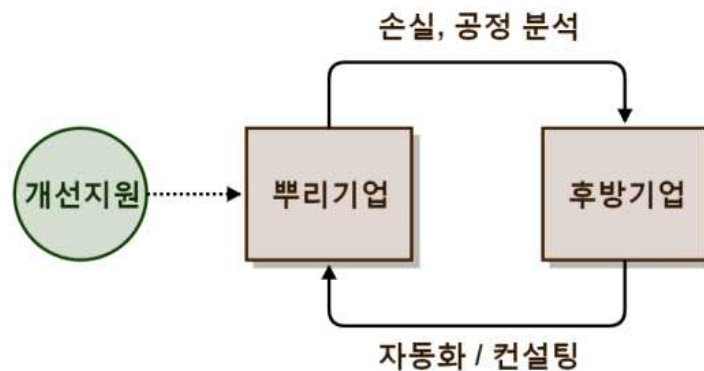 손실, 공정 분석
개선지원
뿌리기업
후방기업
자동화 / 컨설팅